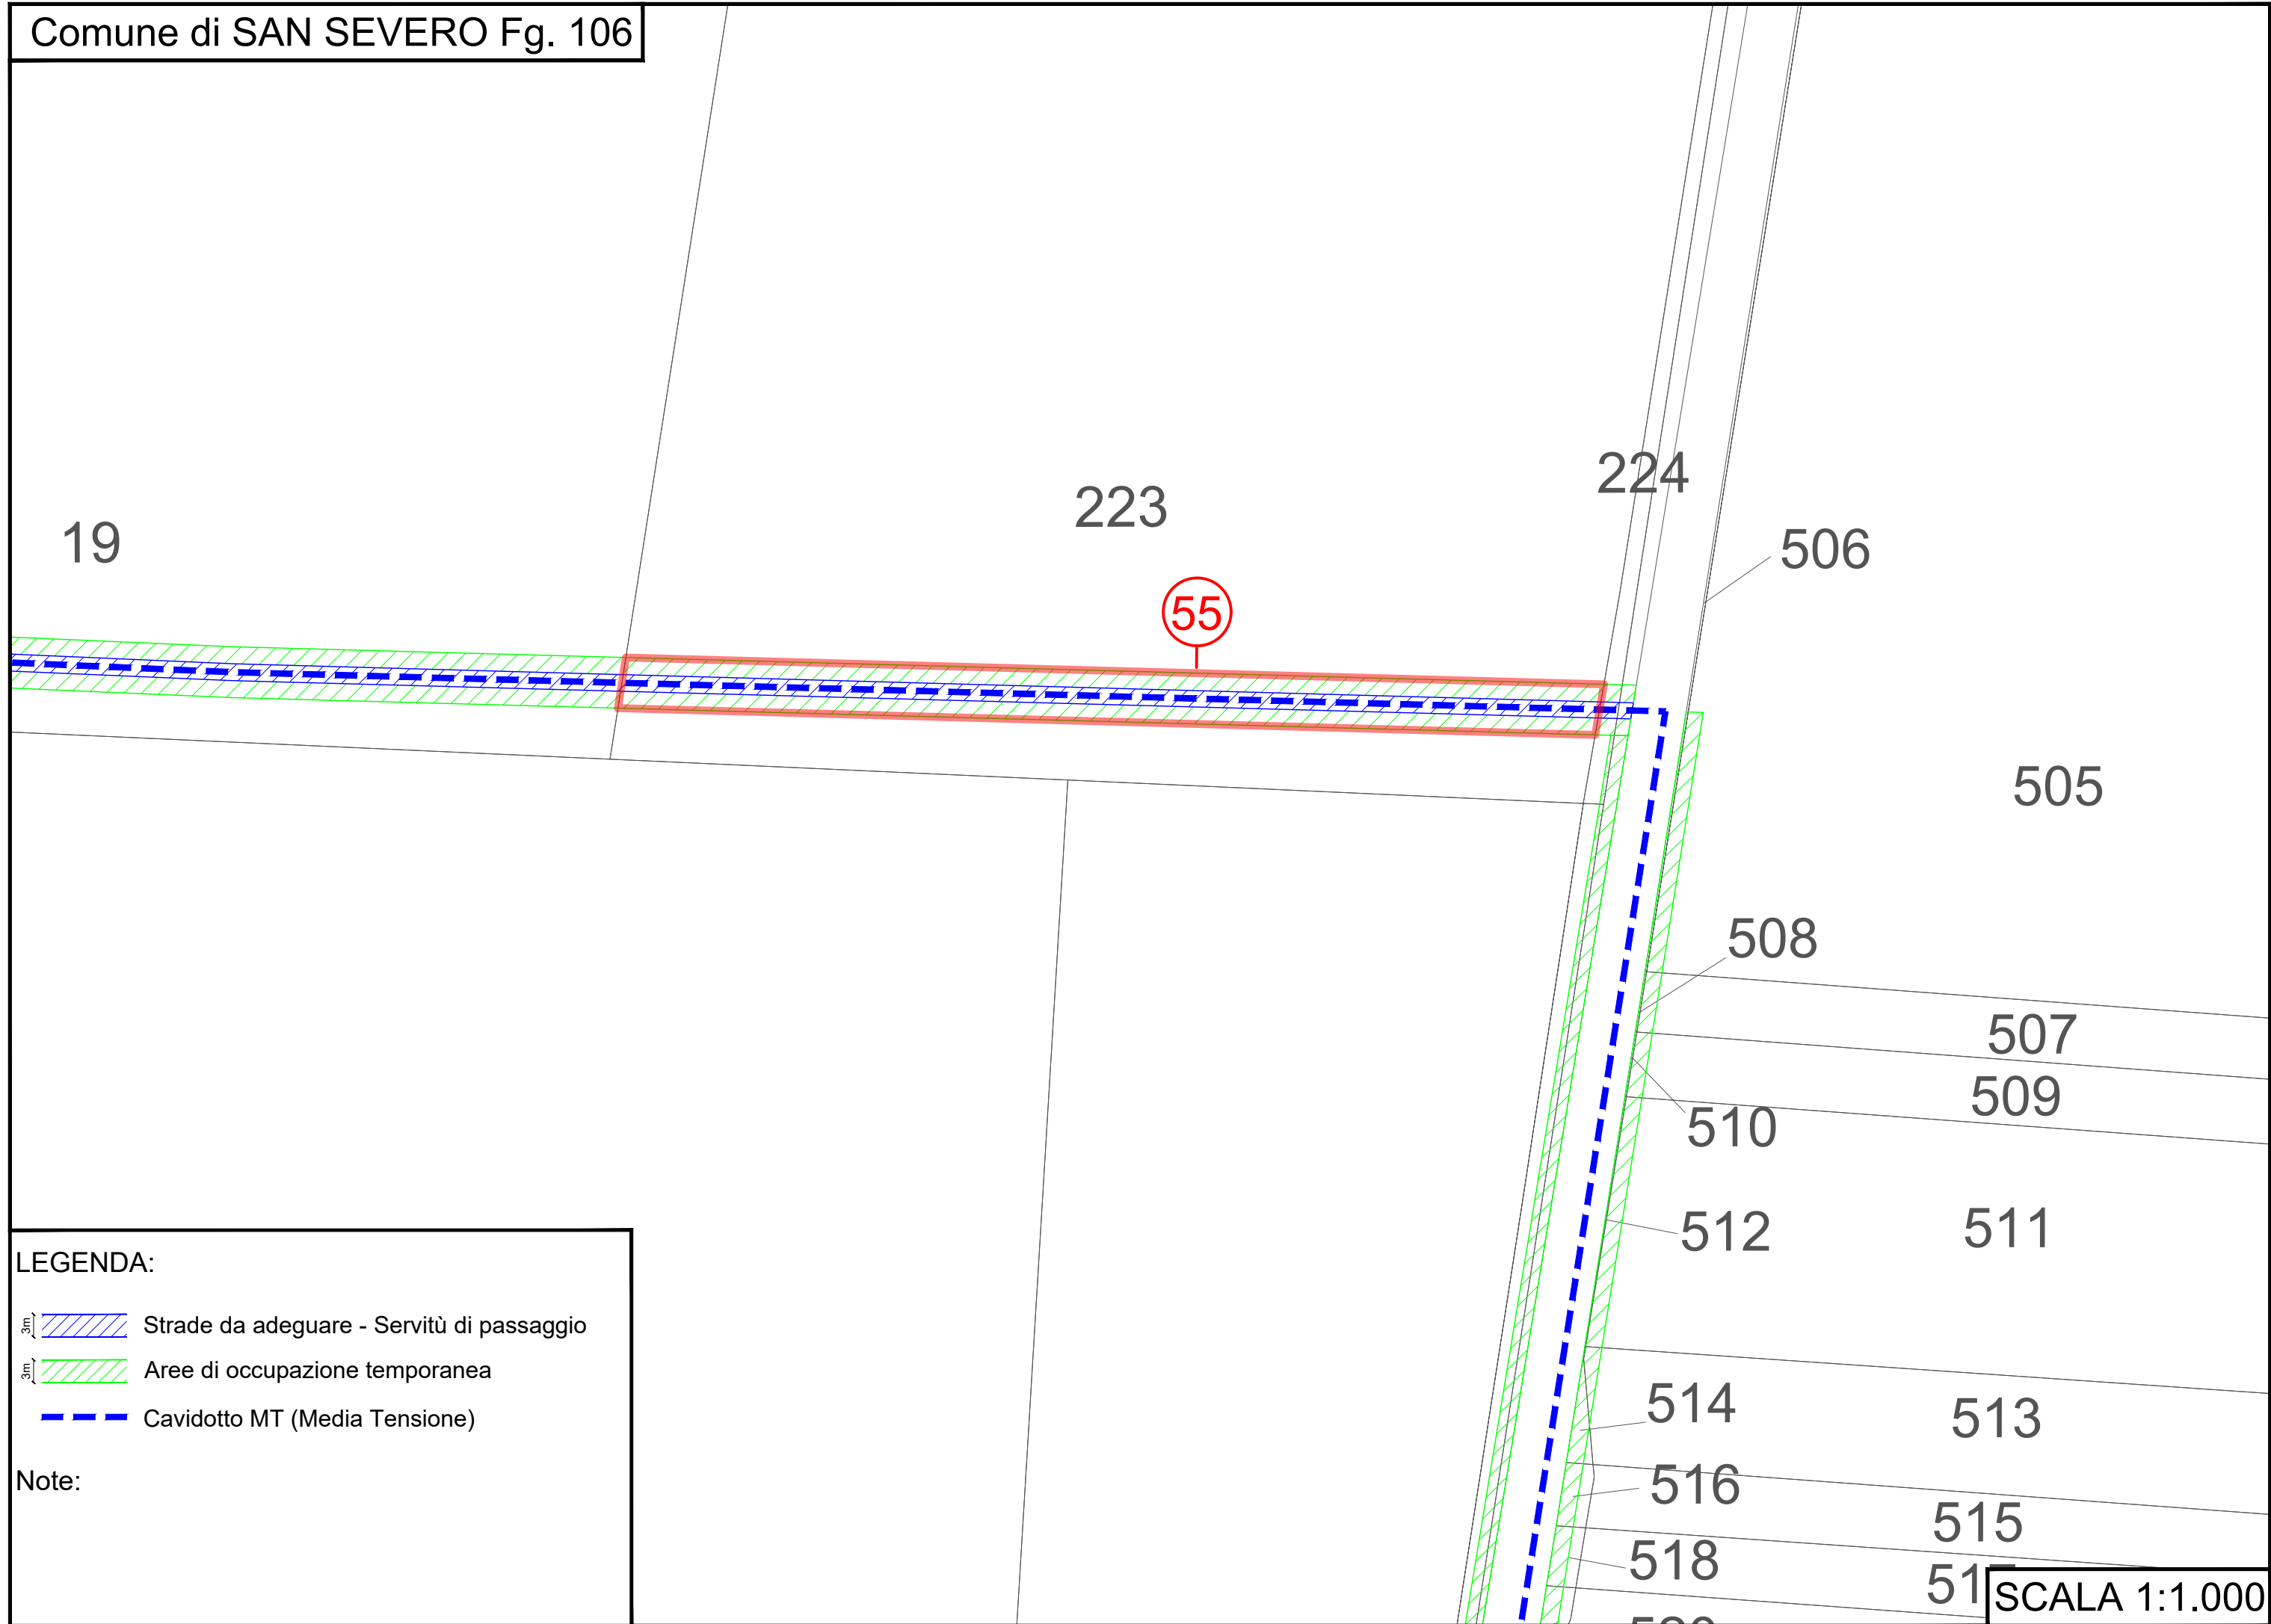 Comune di SAN SEVERO Fg. 106
224
223
19
506
55
505
508
507
509
510
512
511
514
513
516
515
518
LEGENDA:
3m Strade da adeguare - Servitù di passaggio
3m Aree di occupazione temporanea
Cavidotto MT (Media Tensione)
Note:
SCALA 1:1.000